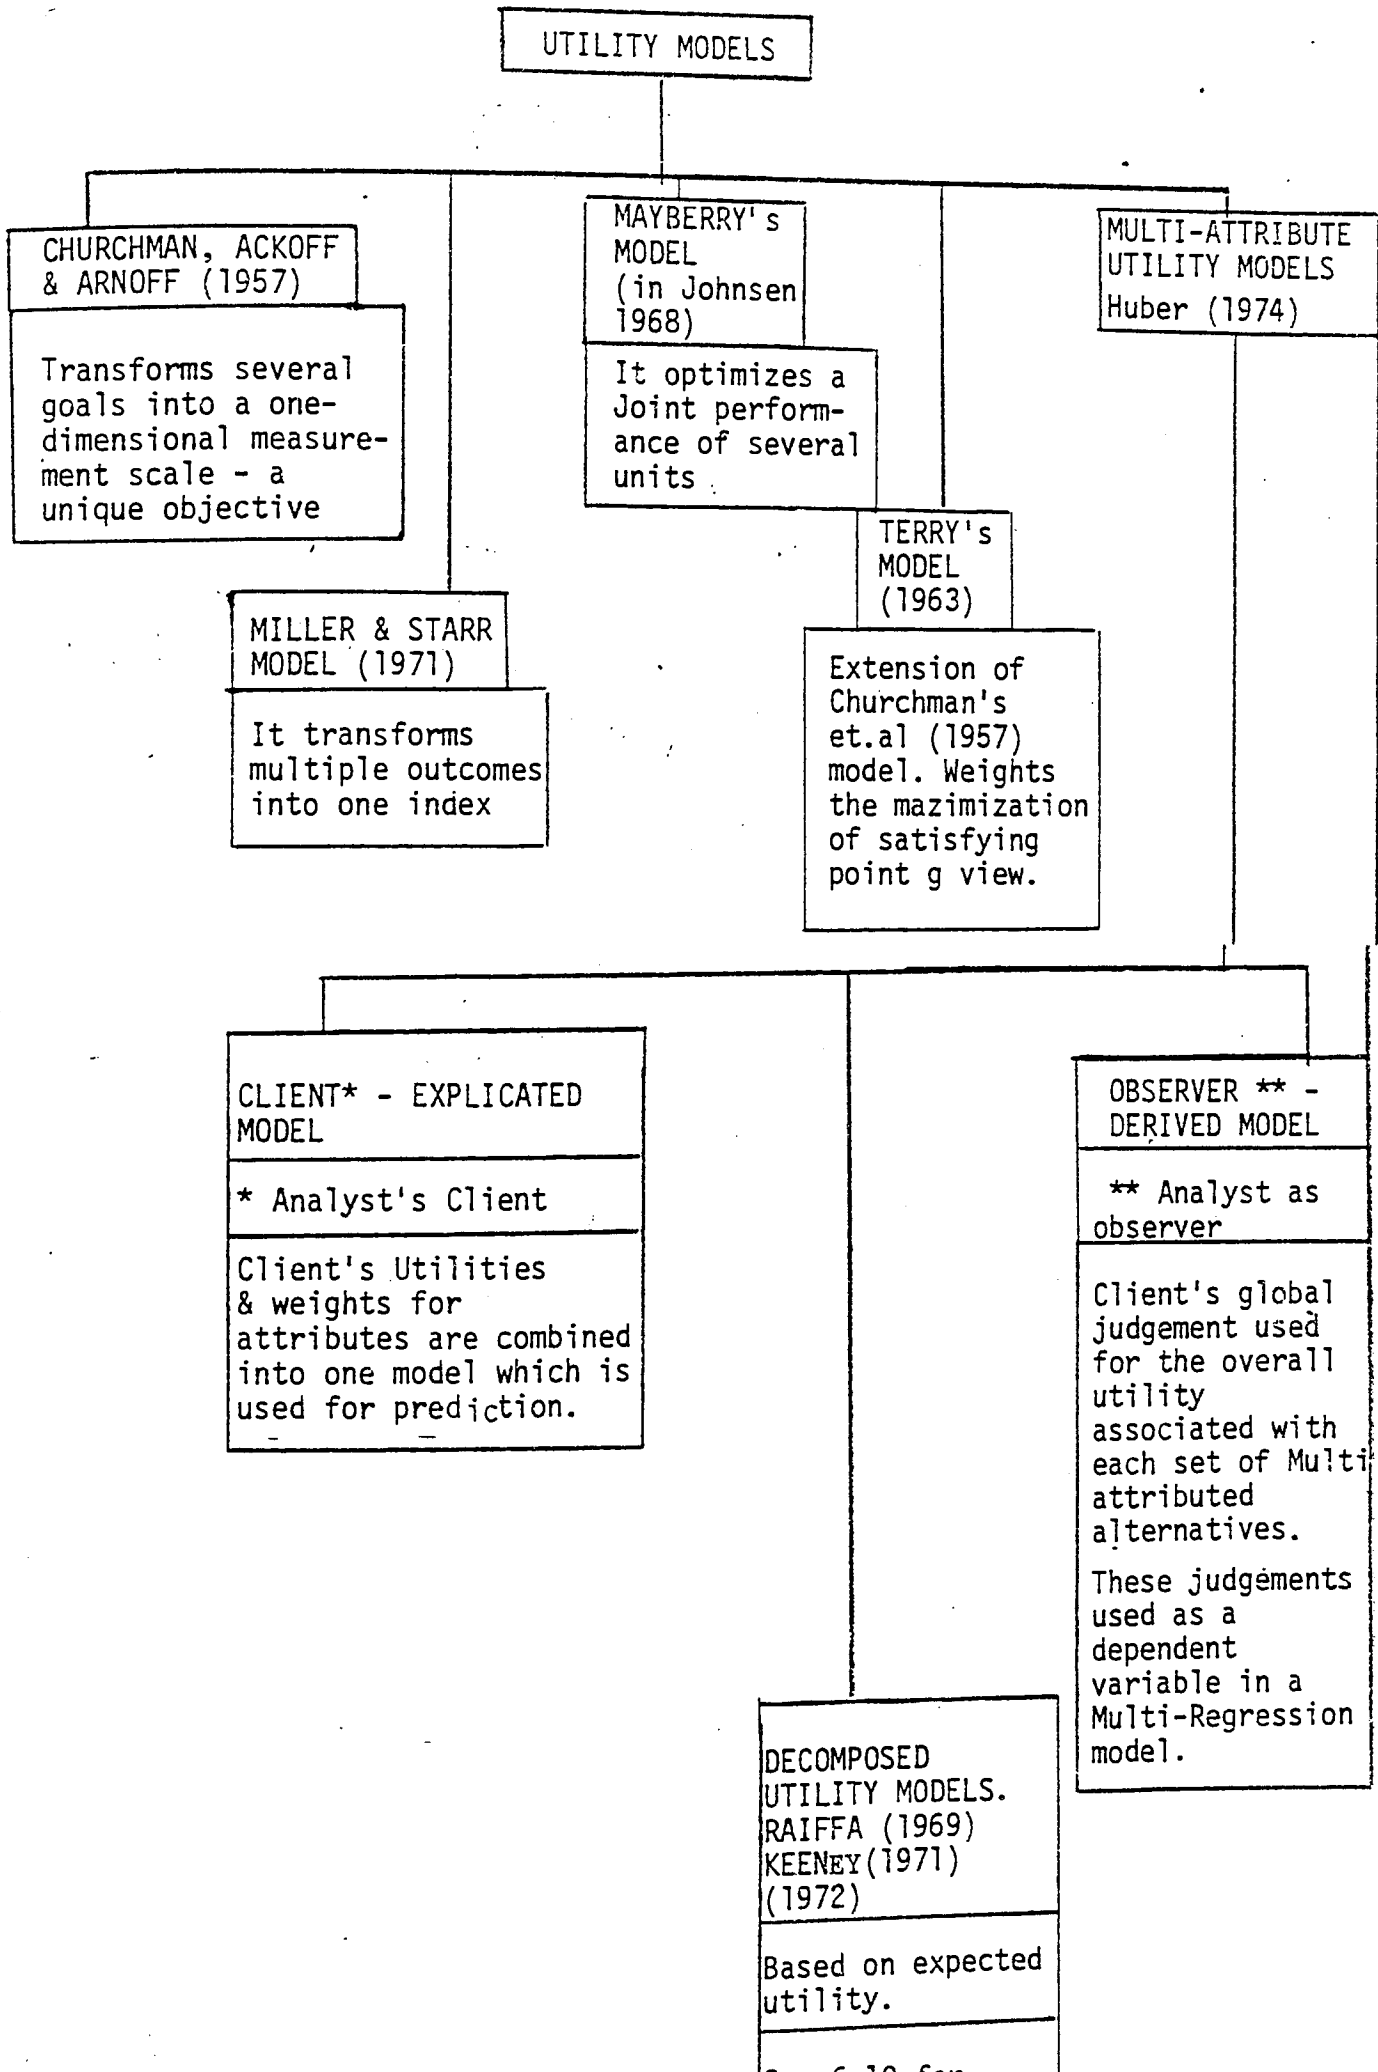 UTILITY MODELS
CHURCHMAN, ACKOFF
& ARNOFF (1957)
Transforms several
goals into a one-
dimensional measure-
ment scale - a
unique objective
MILLER & STARR
MODEL (1971)
It transforms
multiple outcomes
into one index
MAYBERRY's
MODEL
(in Johnsen
1968)
It optimizes a
Joint perform-
ance of several
units
TERRY's
MODEL
(1963)
Extension of
Churchman's
et.al (1957)
model. Weights
the mazimization
of satisfying
point g view.
MULTI-ATTRIBUTE
UTILITY MODELS
Huber (1974)
CLIENT* - EXPLICATED
MODEL
* Analyst's Client
Client's Utilities
& weights for
attributes are combined
into one model which is
used for prediction.
DECOMPOSED
UTILITY MODELS.
RAIFFA (1969)
KEENEY(1971)
(1972)
Based on expected
utility.
OBSERVER ** -
DERIVED MODEL
** Analyst as
observer
Client's global
judgement used
for the overall
utility
associated with
each set of Multi
attributed
alternatives.
These judgements
used as a
dependent
variable in a
Multi-Regression
model.